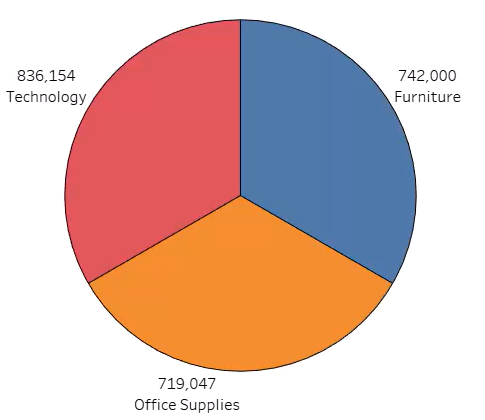 836,154
Technology
742,000
Furniture
719,047
Office Supplies